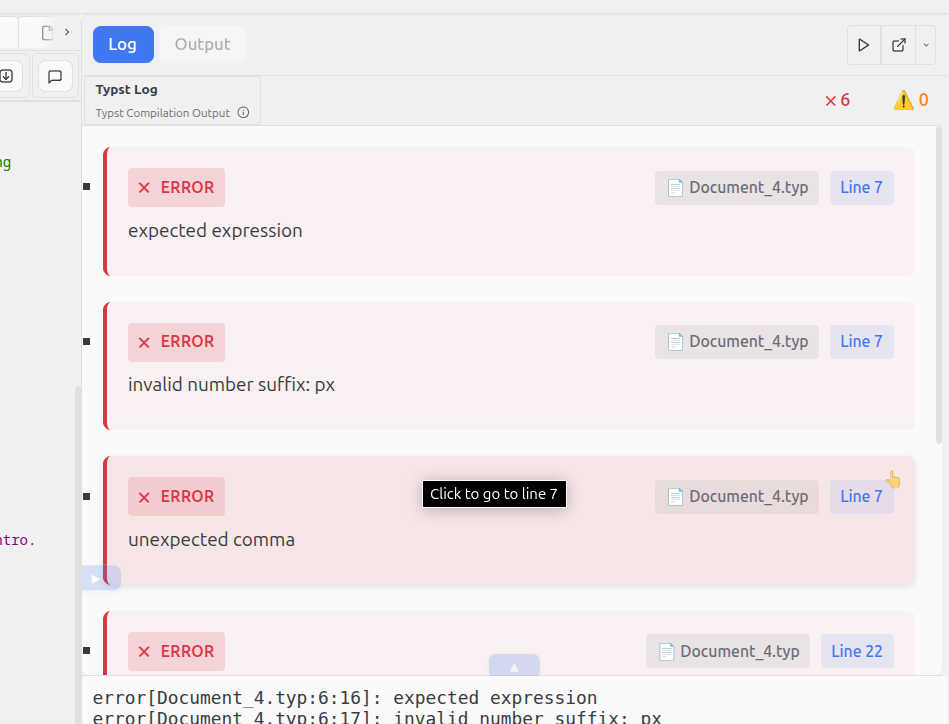 Log
Output
Typst Log
Typst Compilation Output
× 6
⚠️ 0
ng
× ERROR
Document_4.typ
Line 7
expected expression
× ERROR
Document_4.typ
Line 7
invalid number suffix: px
× ERROR
Click to go to line 7
Document_4.typ
Line 7
unexpected comma
ntro.
× ERROR
Document_4.typ
Line 22
error[Document_4.typ:6:16]: expected expression
error[Document_4.typ:6:17]: invalid number suffix: px